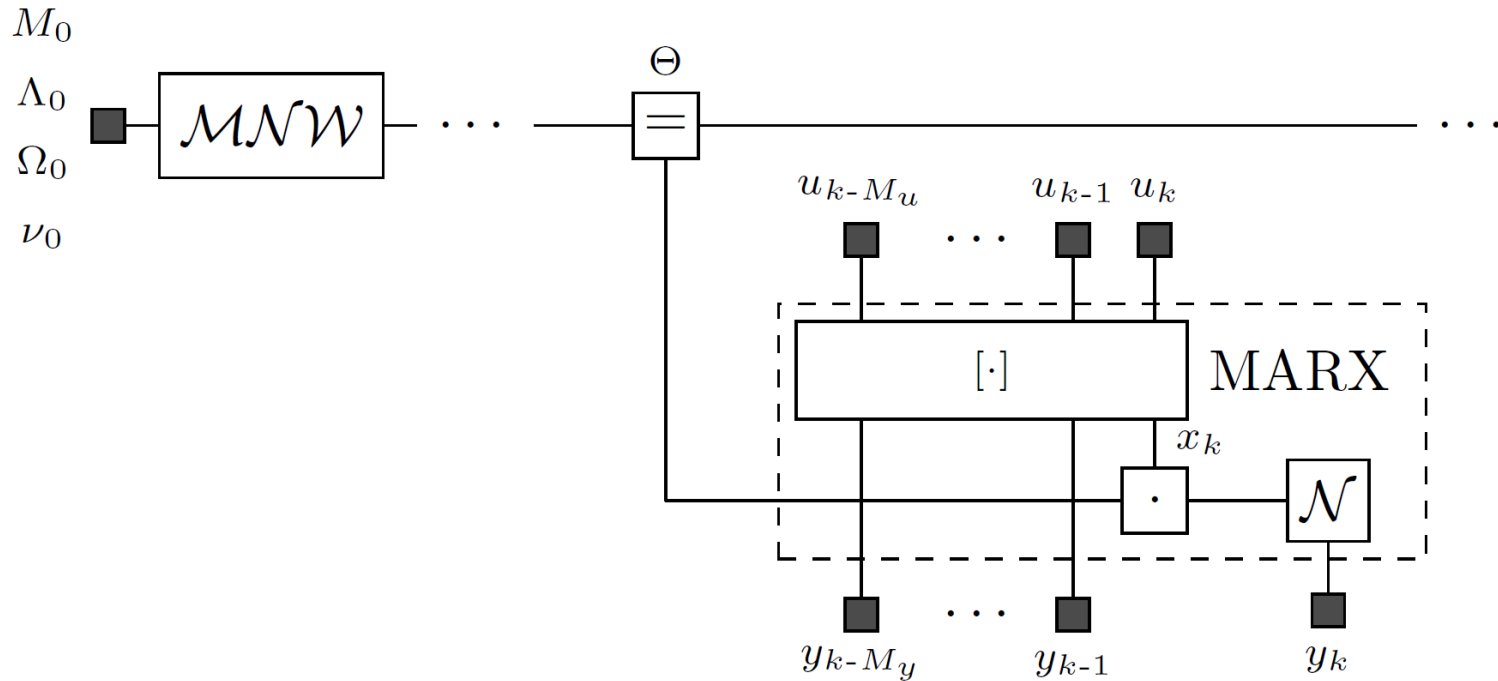 M₀
Λ₀
Ω₀
ν₀
𝓜𝓝𝓦
· · ·
Θ
=
· · ·
u_{k-M_u} · · · u_{k-1} u_k
[·]
MARX
x_k
·
𝓝
y_{k-M_y} · · · y_{k-1} y_k